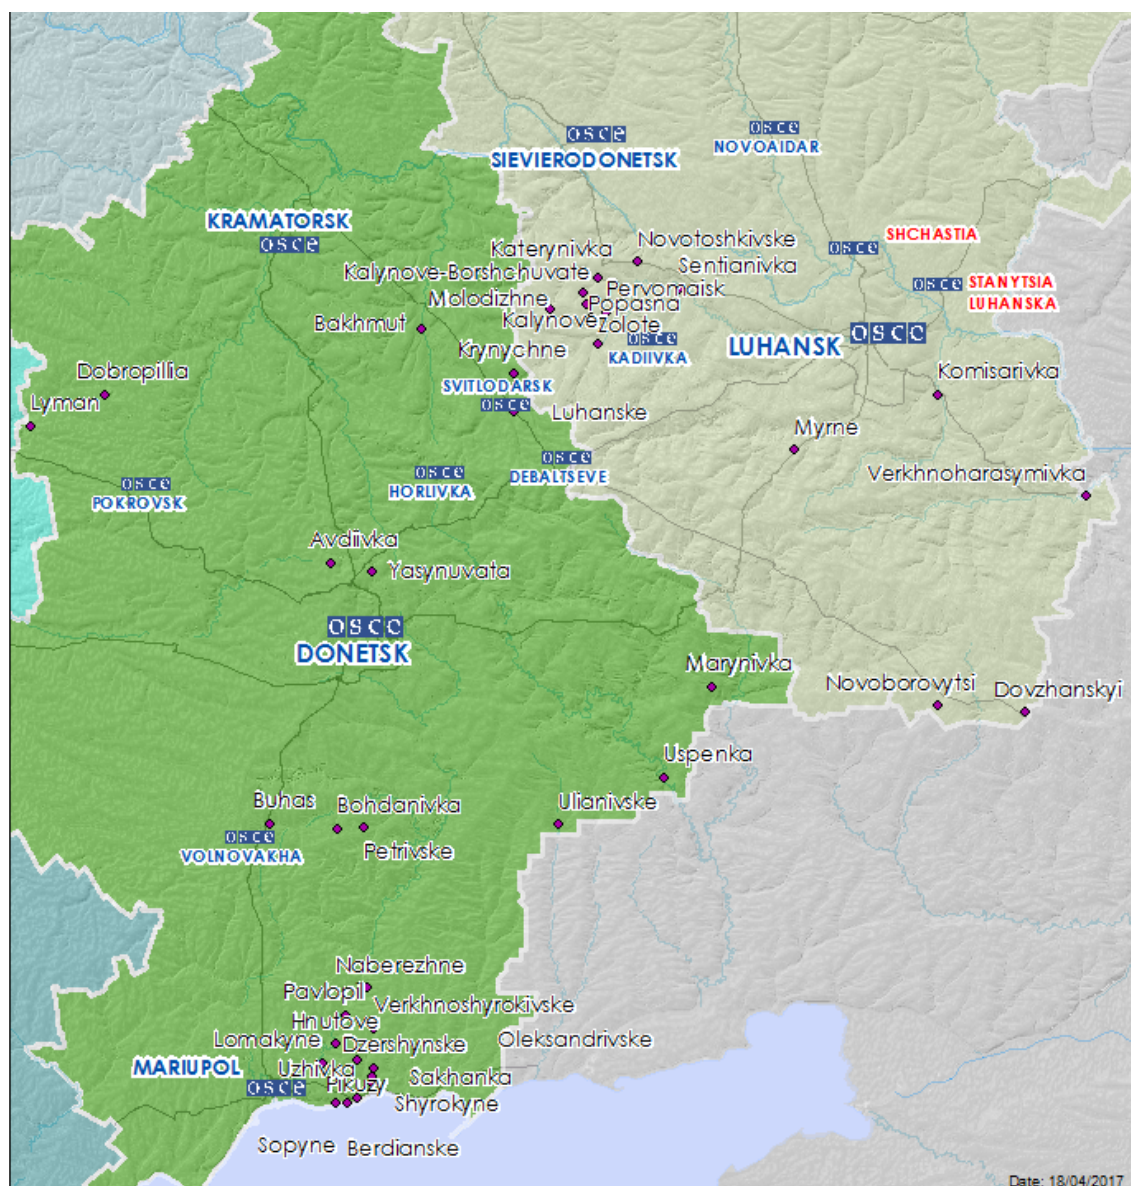 osce
SIEVIERODONETSK
osce
NOVOAIDAR
KRAMATORSK
osce
osce
SHCHASTIA
Katerynivka
Novotoshkivske
Kalynove-Borshchuvate
Sentianivka
Molodizhne
Pervomaisk
Popasna
osce
STANYTSIA
LUHANSKA
Bakhmut
Kalynove
Zolote
Krynychne
osce
KADIIVKA
LUHANSK
osce
Dobropillia
SVITLODARSK
osce
Komisarivka
Lyman
Luhanske
Myrne
osce
POKROVSK
osce
HORLIVKA
osce
DEBALTSEVE
Verkhnoharasymivka
Avdiivka
Yasynuvata
osce
DONETSK
Marynivka
Novoborovytsi
Dovzhanskyi
Uspenka
Buhas
Bohdanivka
Ulianivske
osce
VOLNOVAKHA
Petrivske
Naberezhne
Pavlopil
Verkhnoshyrokivske
Hnutove
Lomakyne
Dzershynske
Oleksandrivske
MARIUPOL
osce
Uzhivka
Pikuzy
Sakhanka
Shyrokyne
Sopyne
Berdianske
Date: 18/04/2017